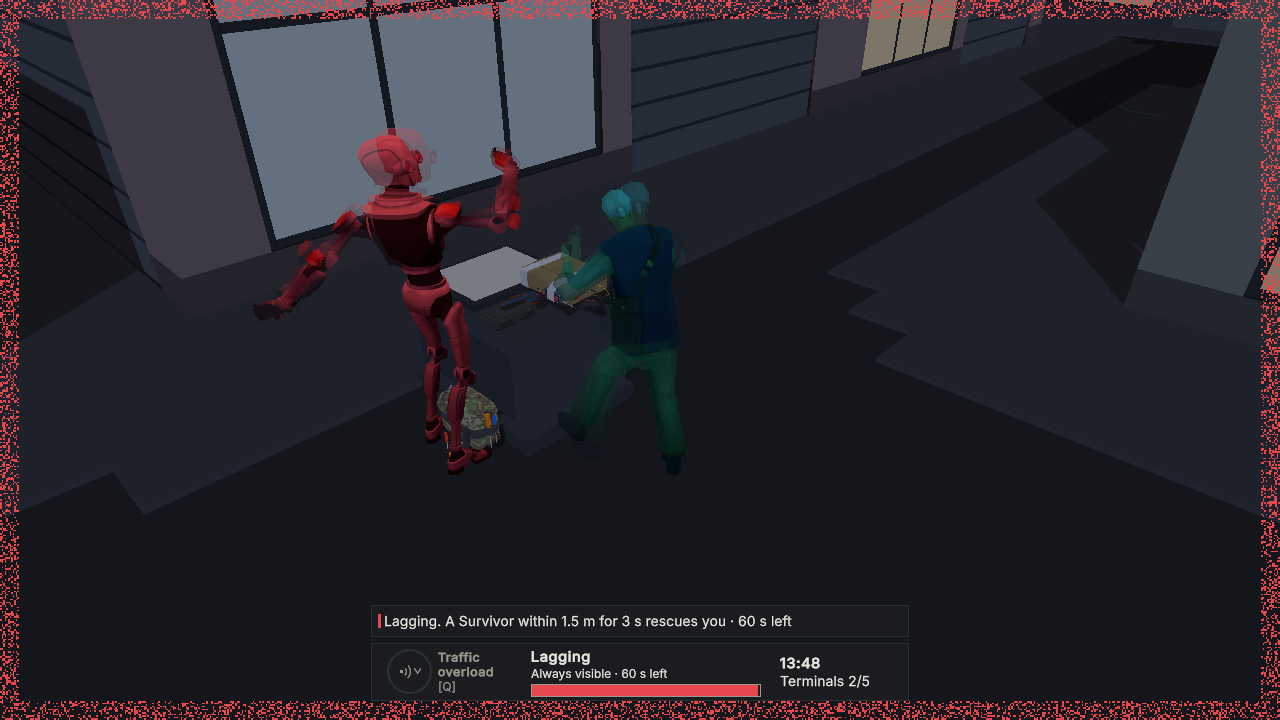 Lagging. A Survivor within 1.5 m for 3 s rescues you · 60 s left
Traffic
overload
[Q]
Lagging
Always visible · 60 s left
13:48
Terminals 2/5